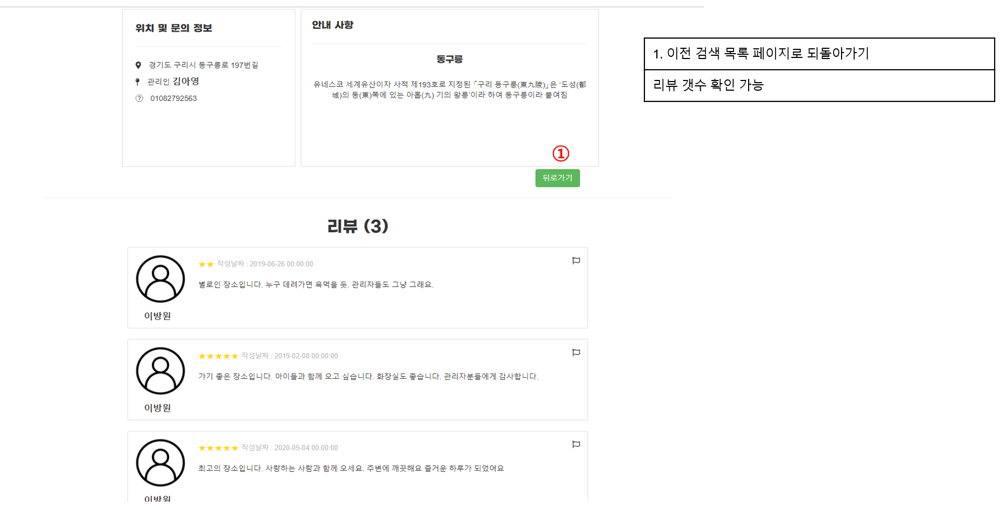 위치 및 문의 정보
경기도 구리시 동구릉로 197번길
관리인 김아영
01082792563
안내 사항
동구릉
유네스코 세계유산이자 사적 제193호로 지정된 ｢구리 동구릉(東九陵)｣은 ‘도성(都
城)의 동(東)쪽에 있는 아홉(九) 기의 왕릉’이라 하여 동구릉이라 붙여짐
①
뒤로가기
1. 이전 검색 목록 페이지로 되돌아가기
리뷰 갯수 확인 가능
리뷰 (3)
★★ 작성날짜 : 2019-06-26 00:00:00
별로인 장소입니다. 누구 데려가면 욕먹을 듯. 관리자들도 그냥 그래요.
이방원
★★★★★ 작성날짜 : 2019-02-08 00:00:00
가기 좋은 장소입니다. 아이들과 함께 오고 싶습니다. 화장실도 좋습니다. 관리자분들에게 감사합니다.
이방원
★★★★★ 작성날짜 : 2020-05-04 00:00:00
최고의 장소입니다. 사랑하는 사람과 함께 오세요. 주변에 깨끗해요 즐거운 하루가 되었어요
이방원